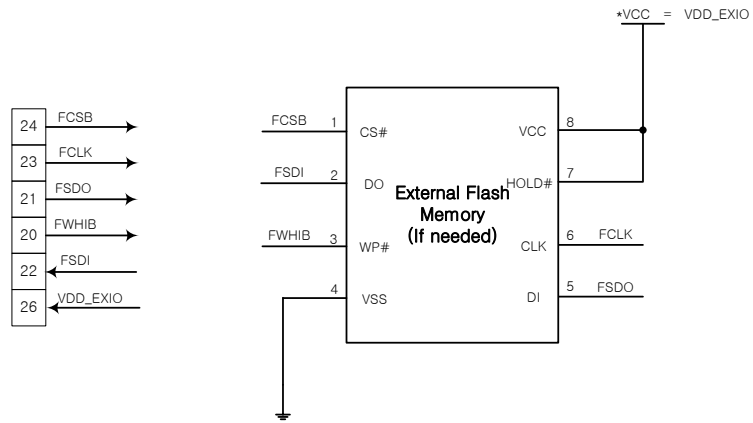 *VCC = VDD_EXIO
24 FCSB
23 FCLK
21 FSDO
20 FWHIB
22 FSDI
26 VDD_EXIO
FCSB 1 CS#
FSDI 2 DO
FWHIB 3 WP#
4 VSS
External Flash
Memory
(If needed)
VCC 8
HOLD# 7
CLK 6 FCLK
DI 5 FSDO